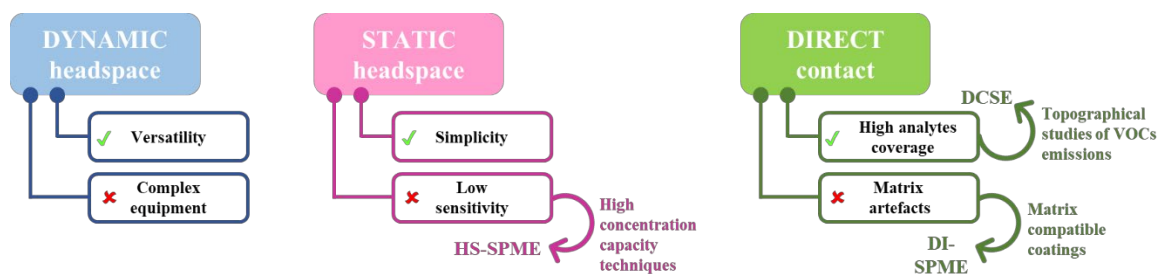 DYNAMIC
headspace
Versatility
Complex
equipment
STATIC
headspace
Simplicity
Low
sensitivity
High
concentration
capacity
techniques
HS-SPME
DIRECT
contact
DCSE
High analytes
coverage
Topographical
studies of VOCs
emissions
Matrix
artefacts
Matrix
compatible
coatings
DI-
SPME